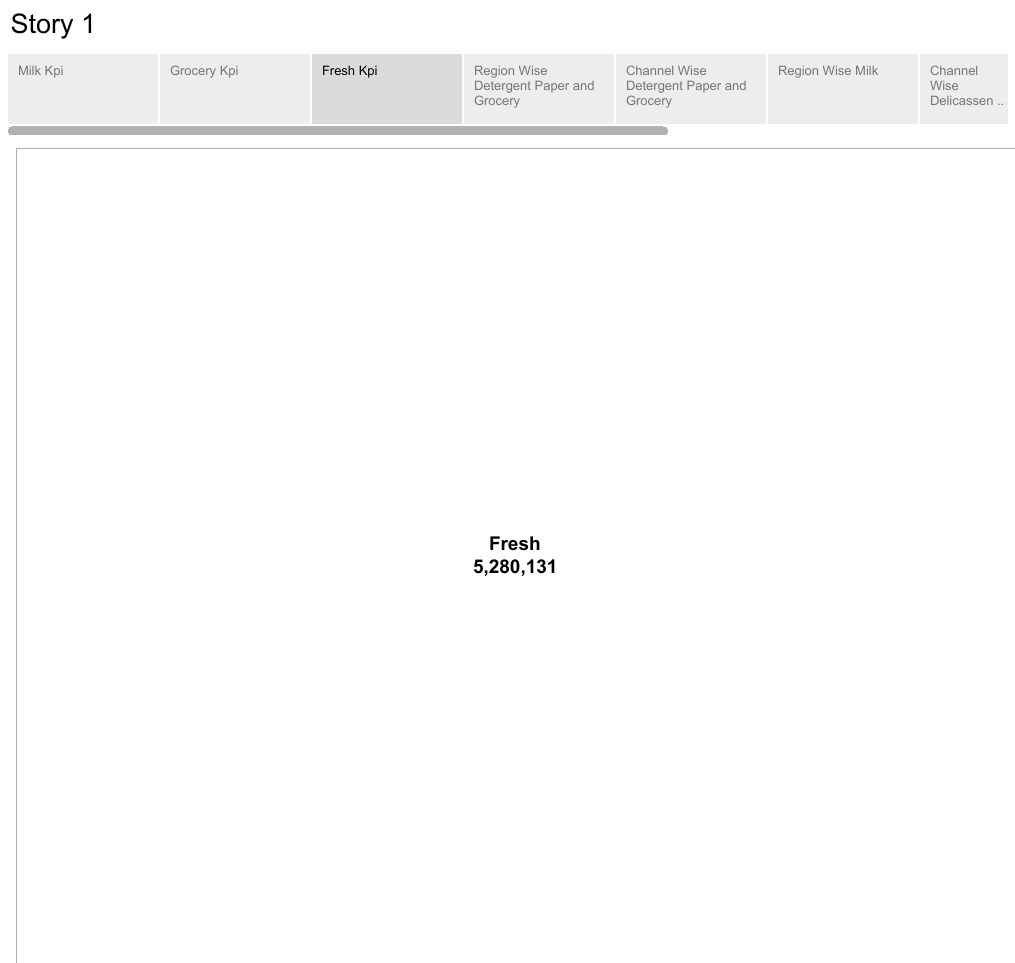 Story 1
Milk Kpi
Grocery Kpi
Fresh Kpi
Region Wise
Detergent Paper and
Grocery
Channel Wise
Detergent Paper and
Grocery
Region Wise Milk
Channel
Wise
Delicassen ..
Fresh
5,280,131